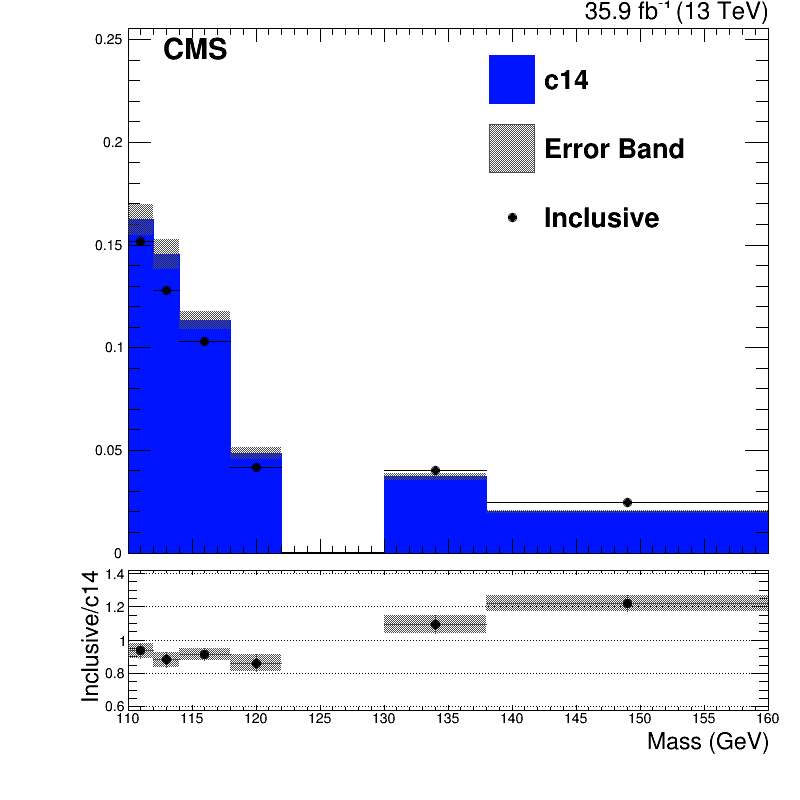 35.9 fb⁻¹ (13 TeV)
CMS
c14
Error Band
Inclusive
0.25
0.2
0.15
0.1
0.05
0
Inclusive/c14
1.4
1.2
1
0.8
0.6
110 115 120 125 130 135 140 145 150 155 160
Mass (GeV)